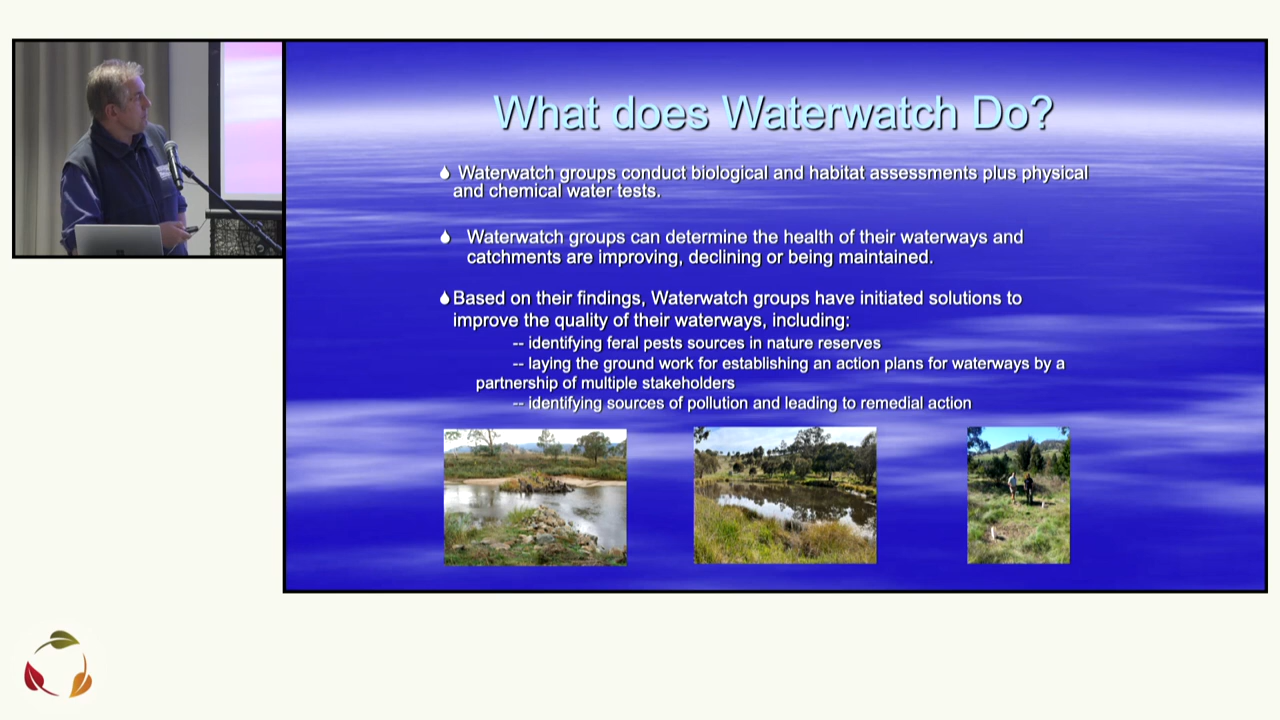 What does Waterwatch Do?
Waterwatch groups conduct biological and habitat assessments plus physical
and chemical water tests.
Waterwatch groups can determine the health of their waterways and
catchments are improving, declining or being maintained.
Based on their findings, Waterwatch groups have initiated solutions to
improve the quality of their waterways, including:
-- identifying feral pests sources in nature reserves
-- laying the ground work for establishing an action plans for waterways by a
partnership of multiple stakeholders
-- identifying sources of pollution and leading to remedial action